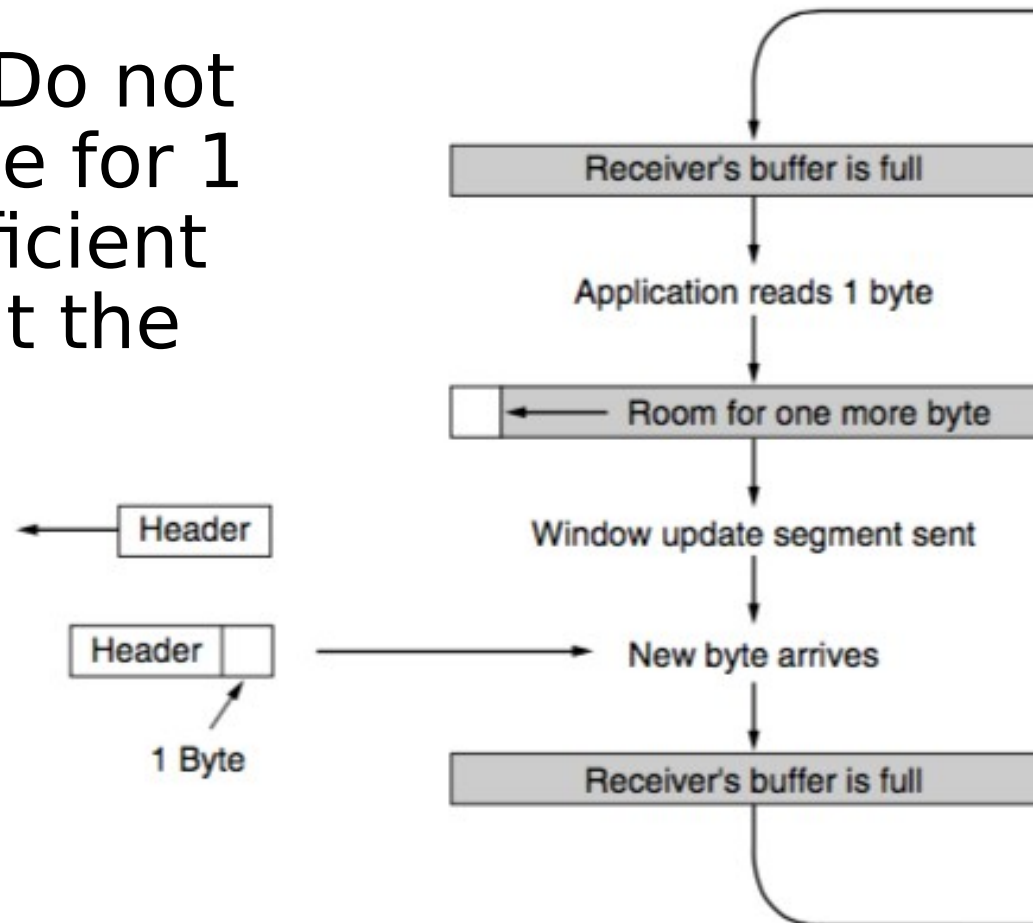 Do not
e for 1
ficient
t the
Receiver's buffer is full
Application reads 1 byte
Room for one more byte
Header
Window update segment sent
Header
New byte arrives
1 Byte
Receiver's buffer is full